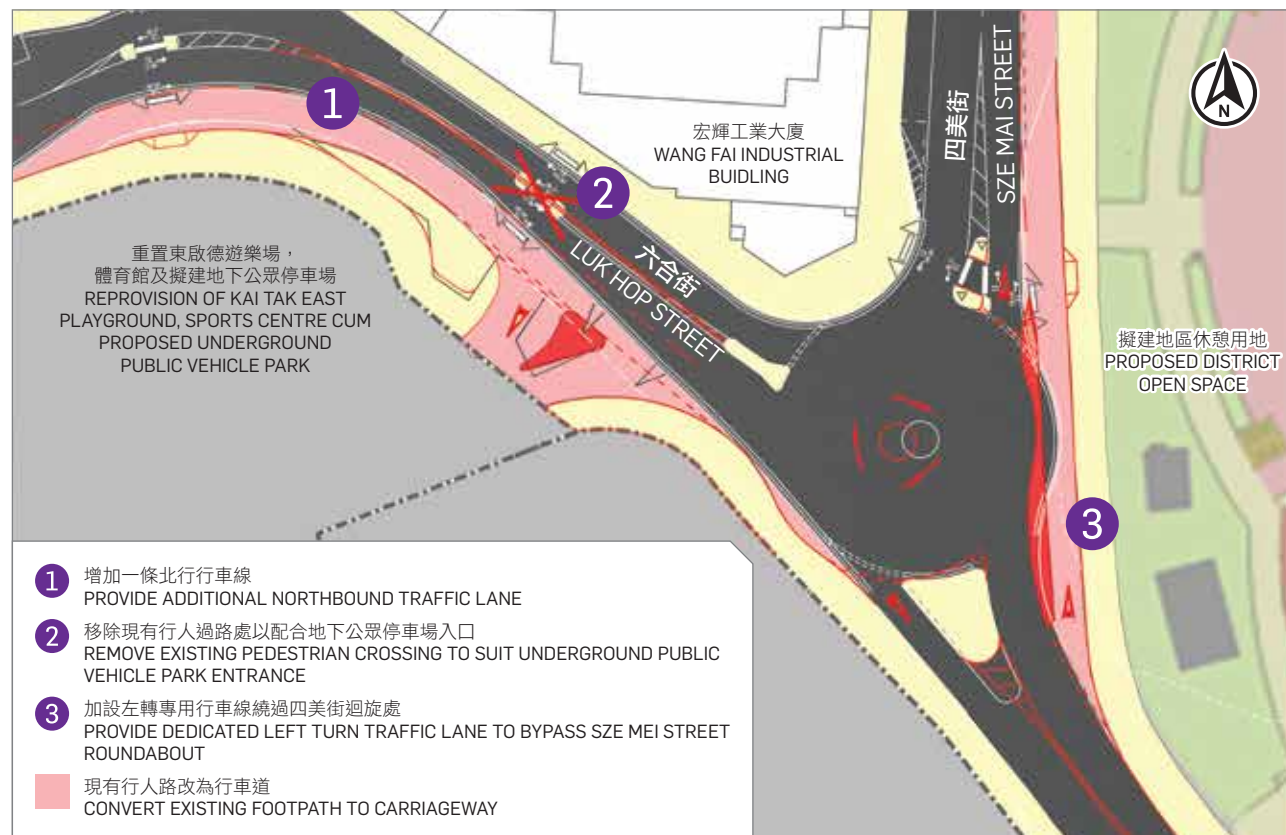 1
2
3
N
宏輝工業大廈
WANG FAI INDUSTRIAL
BUIDLING
四美街
SZE MAI STREET
六合街
LUK HOP STREET
重置東啟德遊樂場，
體育館及擬建地下公眾停車場
REPROVISION OF KAI TAK EAST
PLAYGROUND, SPORTS CENTRE CUM
PROPOSED UNDERGROUND
PUBLIC VEHICLE PARK
擬建地區休憩用地
PROPOSED DISTRICT
OPEN SPACE
1 增加一條北行行車線
PROVIDE ADDITIONAL NORTHBOUND TRAFFIC LANE
2 移除現有行人過路處以配合地下公眾停車場入口
REMOVE EXISTING PEDESTRIAN CROSSING TO SUIT UNDERGROUND PUBLIC
VEHICLE PARK ENTRANCE
3 加設左轉專用行車線繞過四美街迴旋處
PROVIDE DEDICATED LEFT TURN TRAFFIC LANE TO BYPASS SZE MEI STREET
ROUNDABOUT
現有行人路改為行車道
CONVERT EXISTING FOOTPATH TO CARRIAGEWAY